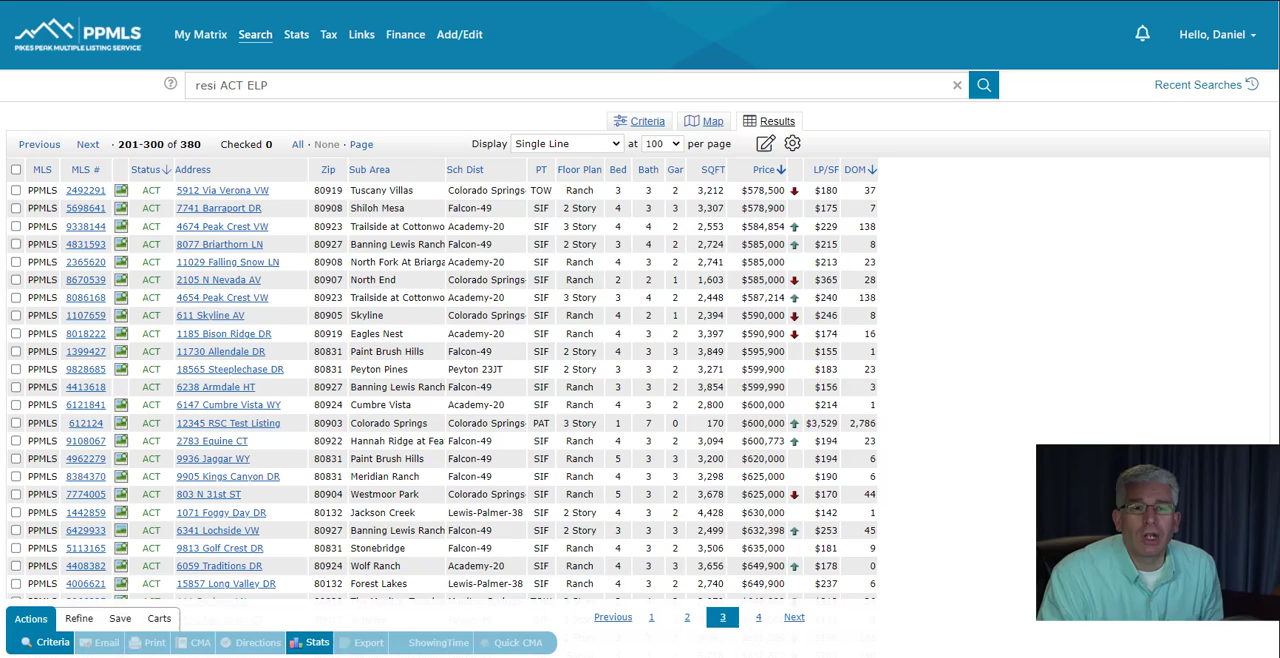 PPMLS
PIKES PEAK MULTIPLE LISTING SERVICE
My Matrix Search Stats Tax Links Finance Add/Edit
Hello, Daniel
resi ACT ELP
Recent Searches
Criteria Map Results
Previous Next · 201-300 of 380 Checked 0 All · None · Page Display Single Line at 100 per page
MLS MLS # Status Address Zip Sub Area Sch Dist PT Floor Plan Bed Bath Gar SQFT Price LP/SF DOM
PPMLS 2492291 ACT 5912 Via Verona VW 80919 Tuscany Villas Colorado Springs- TOW Ranch 3 3 2 3,212 $578,500 $180 37
PPMLS 5698641 ACT 7741 Barraport DR 80908 Shiloh Mesa Falcon-49 SIF 2 Story 4 3 3 3,307 $578,900 $175 7
PPMLS 9338144 ACT 4674 Peak Crest VW 80923 Trailside at Cottonwo Academy-20 SIF 3 Story 4 4 2 2,553 $584,854 $229 138
PPMLS 4831593 ACT 8077 Briarthorn LN 80927 Banning Lewis Ranch Falcon-49 SIF 2 Story 3 4 2 2,724 $585,000 $215 8
PPMLS 2365620 ACT 11029 Falling Snow LN 80908 North Fork At Briarga Academy-20 SIF Ranch 4 3 2 2,741 $585,000 $213 23
PPMLS 8670539 ACT 2105 N Nevada AV 80907 North End Colorado Springs- SIF Ranch 2 2 1 1,603 $585,000 $365 28
PPMLS 8086168 ACT 4654 Peak Crest VW 80923 Trailside at Cottonwo Academy-20 SIF 3 Story 3 4 2 2,448 $587,214 $240 138
PPMLS 1107659 ACT 611 Skyline AV 80905 Skyline Colorado Springs- SIF Ranch 4 2 1 2,394 $590,000 $246 8
PPMLS 8018222 ACT 1185 Bison Ridge DR 80919 Eagles Nest Academy-20 SIF Ranch 4 3 2 3,397 $590,900 $174 16
PPMLS 1399427 ACT 11730 Allendale DR 80831 Paint Brush Hills Falcon-49 SIF 2 Story 4 3 3 3,849 $595,900 $155 1
PPMLS 9828685 ACT 18565 Steeplechase DR 80831 Peyton Pines Peyton 23JT SIF 2 Story 3 3 2 3,271 $599,900 $183 23
PPMLS 4413618 ACT 6238 Armdale HT 80927 Banning Lewis Ranch Falcon-49 SIF Ranch 4 3 2 3,854 $599,990 $156 3
PPMLS 6121841 ACT 6147 Cumbre Vista WY 80924 Cumbre Vista Academy-20 SIF Ranch 4 3 2 2,800 $600,000 $214 1
PPMLS 612124 ACT 12345 RSC Test Listing 80903 Colorado Springs Colorado Springs- PAT 3 Story 1 7 0 170 $600,000 $3,529 2,786
PPMLS 9108067 ACT 2783 Equine CT 80922 Hannah Ridge at Fea Falcon-49 SIF Ranch 4 3 2 3,094 $600,773 $194 23
PPMLS 4962279 ACT 9936 Jaggar WY 80831 Paint Brush Hills Falcon-49 SIF Ranch 5 3 2 3,200 $620,000 $194 6
PPMLS 8384370 ACT 9905 Kings Canyon DR 80831 Meridian Ranch Falcon-49 SIF Ranch 4 3 3 3,298 $625,000 $190 6
PPMLS 7774005 ACT 803 N 31st ST 80904 Westmoor Park Colorado Springs- SIF Ranch 5 3 2 3,678 $625,000 $170 44
PPMLS 1442859 ACT 1071 Foggy Day DR 80132 Jackson Creek Lewis-Palmer-38 SIF 2 Story 5 4 2 4,428 $630,000 $142 1
PPMLS 6429933 ACT 6341 Lochside VW 80927 Banning Lewis Ranch Falcon-49 SIF 2 Story 3 3 3 2,499 $632,398 $253 45
PPMLS 5113165 ACT 9813 Golf Crest DR 80831 Stonebridge Falcon-49 SIF Ranch 4 3 2 3,506 $635,000 $181 9
PPMLS 4408382 ACT 6059 Traditions DR 80924 Wolf Ranch Academy-20 SIF Ranch 4 3 3 3,656 $649,900 $178 0
PPMLS 4006621 ACT 15857 Long Valley DR 80132 Forest Lakes Lewis-Palmer-38 SIF Ranch 4 3 2 2,740 $649,900 $237 6
Actions Refine Save Carts
Previous 1 2 3 4 Next
Criteria Email Print CMA Directions Stats Export ShowingTime Quick CMA